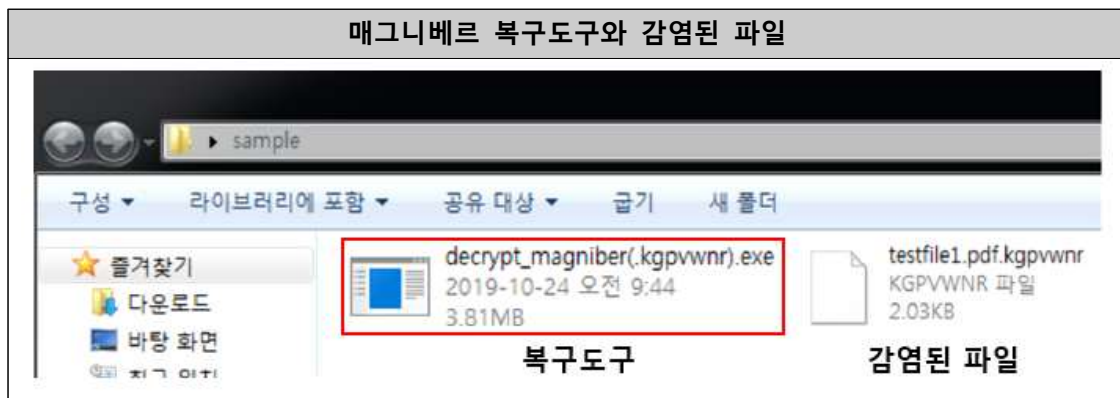 매그니베르 복구도구와 감염된 파일
sample
구성 라이브러리에 포함 공유 대상 굽기 새 폴더
즐겨찾기
다운로드
바탕 화면
decrypt_magniber(.kgpvwnr).exe
2019-10-24 오전 9:44
3.81MB
복구도구
testfile1.pdf.kgpvwnr
KGPVWNR 파일
2.03KB
감염된 파일